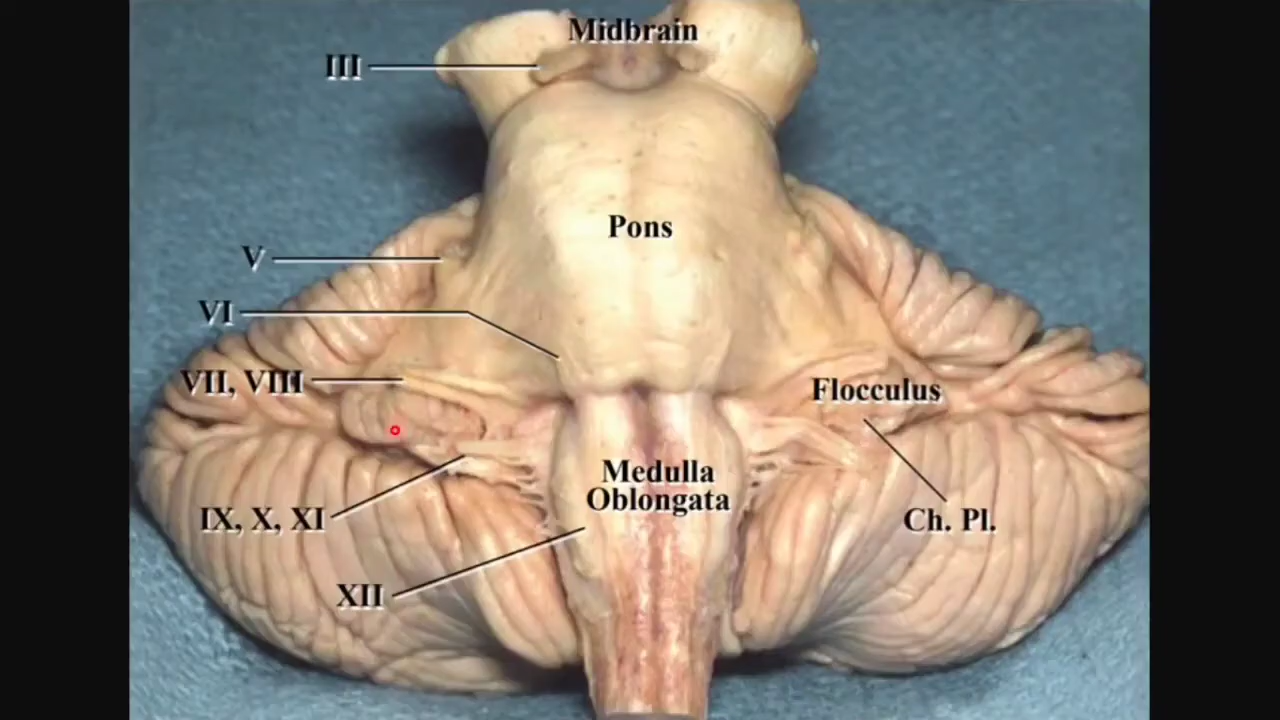 Midbrain
III
Pons
V
VI
VII, VIII
Flocculus
Medulla
Oblongata
IX, X, XI
Ch. Pl.
XII